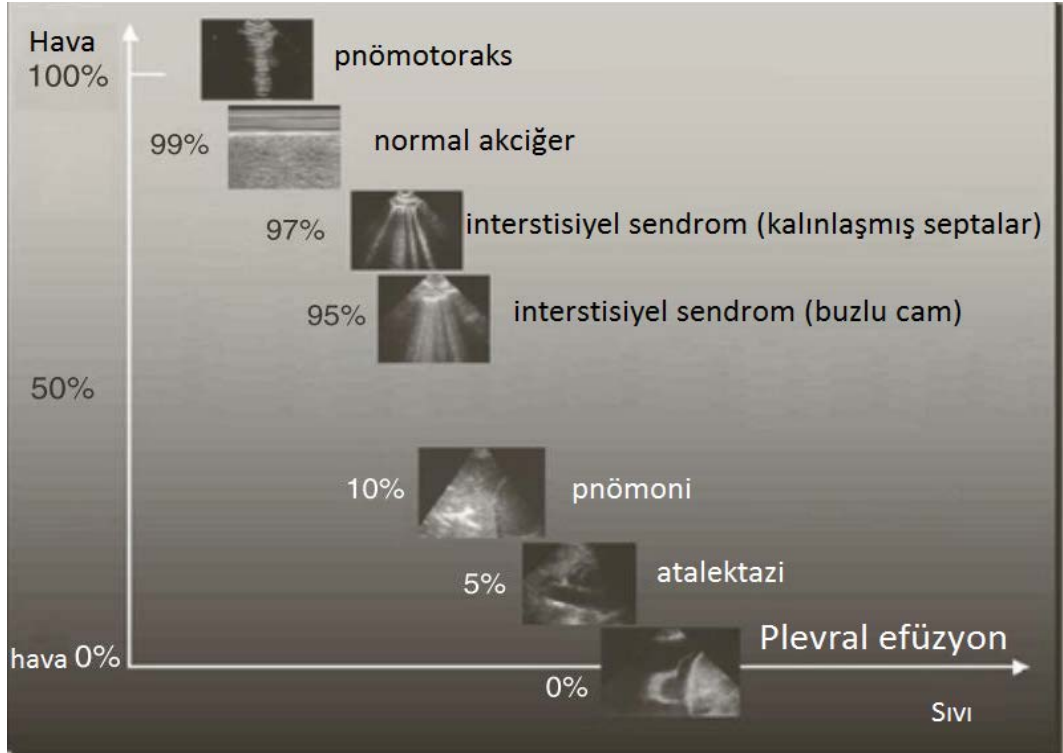 Hava
100%
pnömotoraks
99%
normal akciğer
97%
interstisiyel sendrom (kalınlaşmış septalar)
95%
interstisiyel sendrom (buzlu cam)
50%
10%
pnömoni
5%
atalektazi
Plevral efüzyon
hava 0%
0%
Sıvı